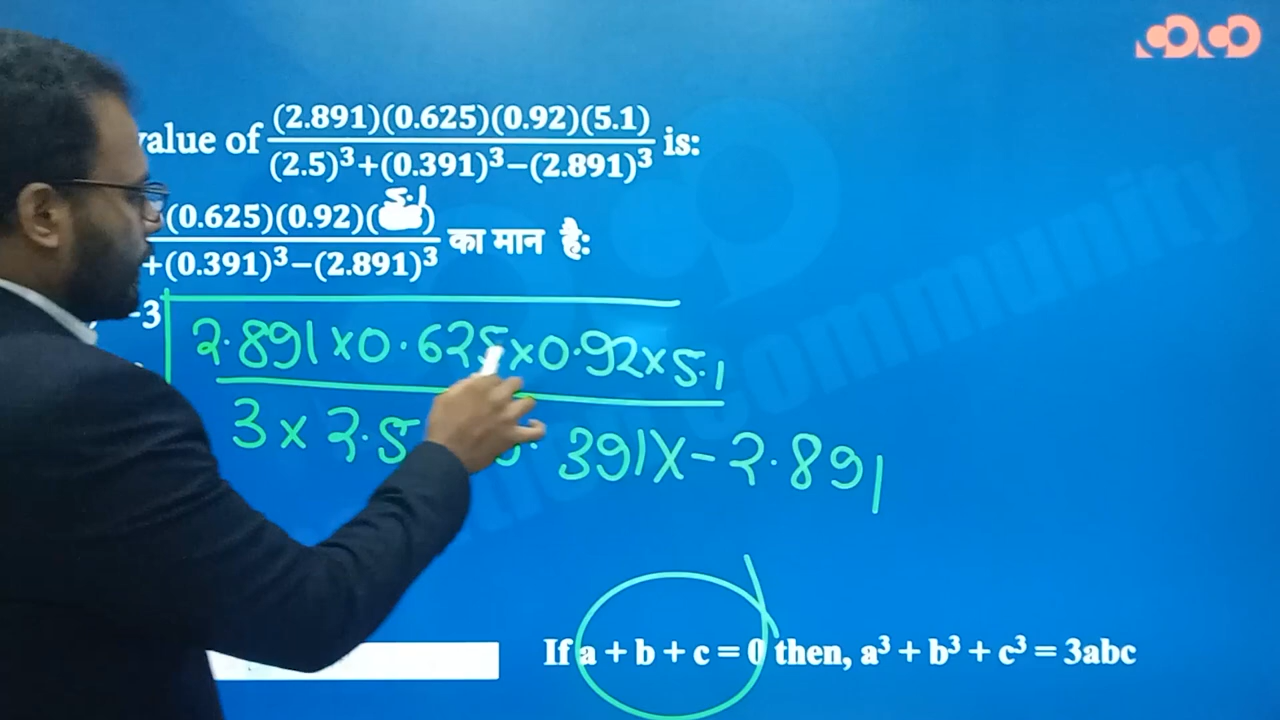 value of (2.891)(0.625)(0.92)(5.1) / (2.5)³+(0.391)³−(2.891)³ is:
5.1
(0.625)(0.92)( ) / +(0.391)³−(2.891)³ का मान है:
-3
2.891×0.625×0.92×5.1
3 × 2.5 391× - 2.891
If a + b + c = 0 then, a³ + b³ + c³ = 3abc
community